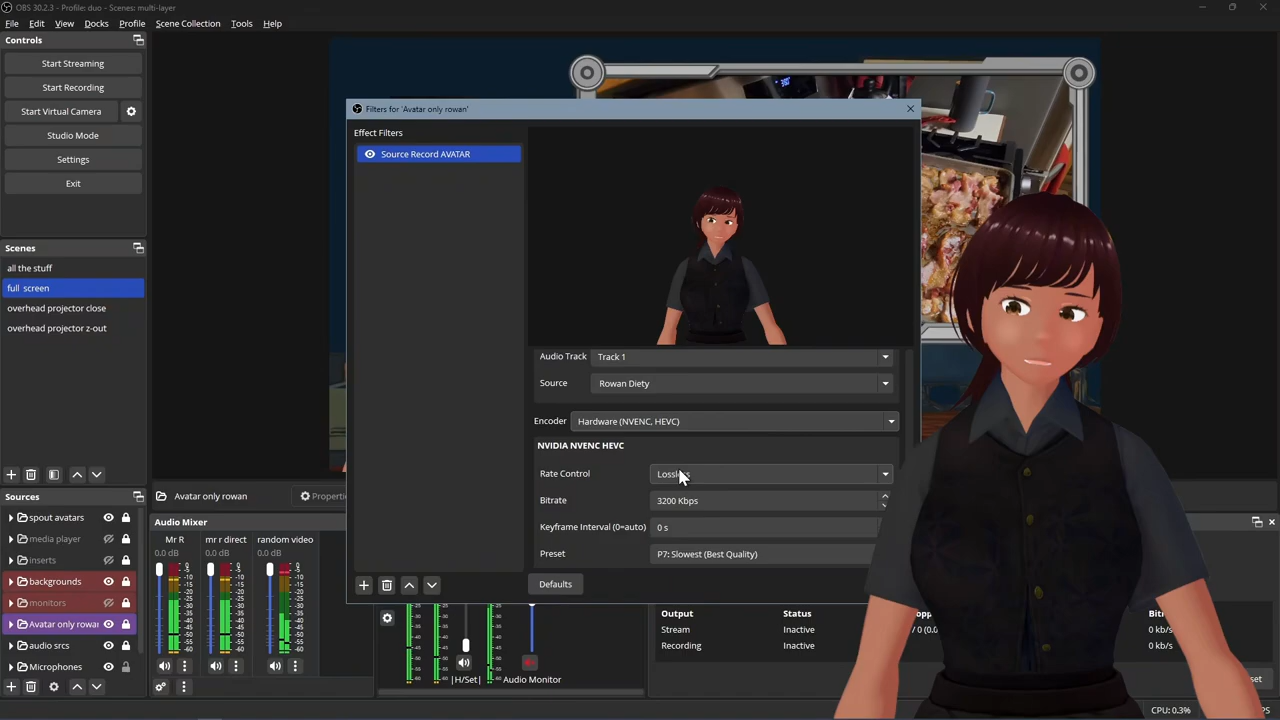 OBS 30.2.3 - Profile: duo - Scenes: multi-layer
File Edit View Docks Profile Scene Collection Tools Help
Controls
Start Streaming
Start Recording
Start Virtual Camera
Studio Mode
Settings
Exit
Scenes
all the stuff
full screen
overhead projector close
overhead projector z-out
Sources
spout avatars
media player
inserts
backgrounds
monitors
Avatar only rowar
audio srcs
Microphones
Filters for 'Avatar only rowan'
Effect Filters
Source Record AVATAR
Audio Track Track 1
Source Rowan Diety
Encoder Hardware (NVENC, HEVC)
NVIDIA NVENC HEVC
Rate Control
Bitrate 3200 Kbps
Keyframe Interval (0=auto) 0 s
Preset P7: Slowest (Best Quality)
Defaults
Avatar only rowan
Audio Mixer
Mr R mr r direct random video
0.0 dB 0.0 dB 0.0 dB
|H/Set| Audio Monitor
Output Status
Stream Inactive
Recording Inactive
0 kb/s
0 kb/s
CPU: 0.3%